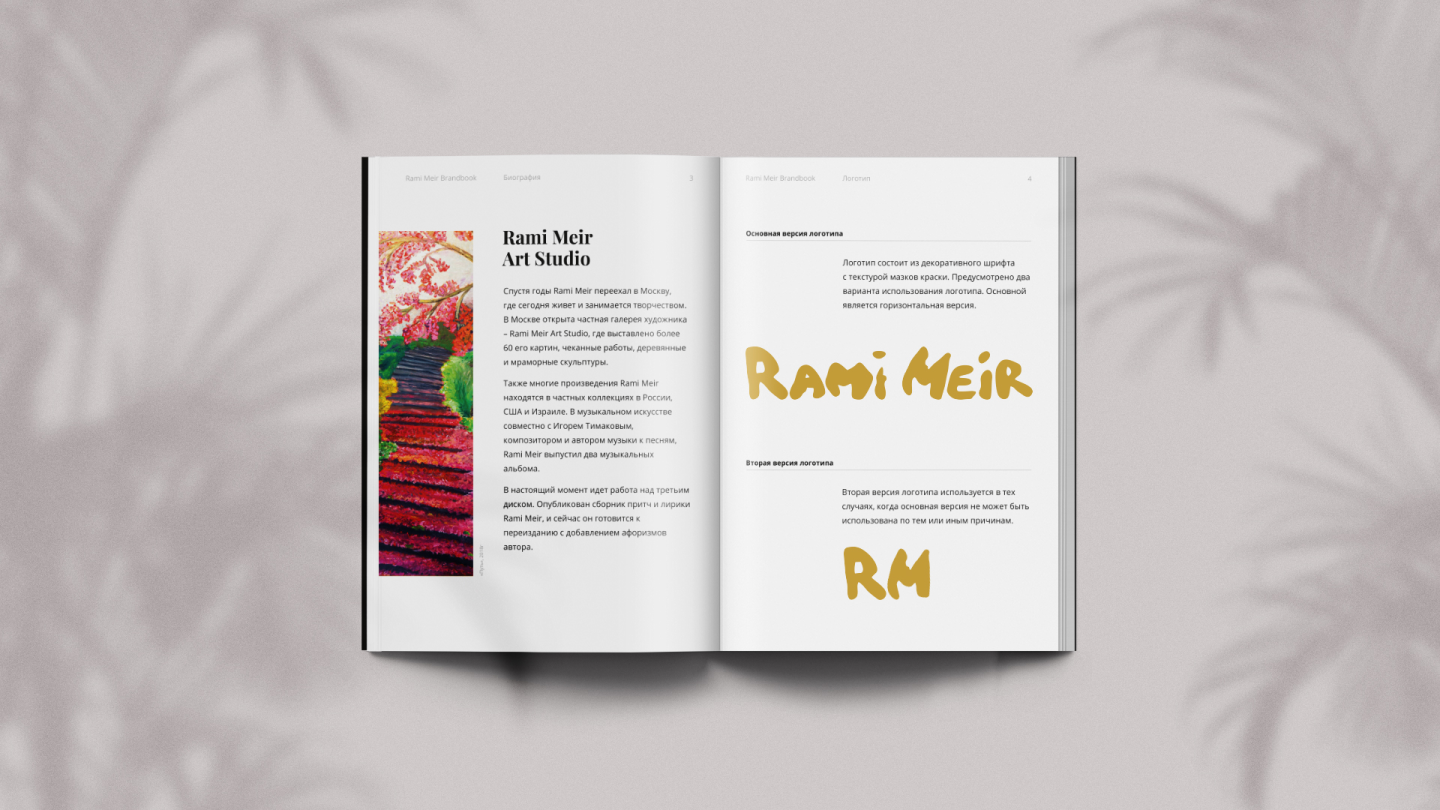 Rami Meir Brandbook
Биография
3
Rami Meir
Art Studio
Спустя годы Rami Meir переехал в Москву,
где сегодня живет и занимается творчеством.
В Москве открыта частная галерея художника
– Rami Meir Art Studio, где выставлено более
60 его картин, чеканные работы, деревянные
и мраморные скульптуры.
Также многие произведения Rami Meir
находятся в частных коллекциях в России,
США и Израиле. В музыкальном искусстве
совместно с Игорем Тимаковым,
композитором и автором музыки к песням,
Rami Meir выпустил два музыкальных
альбома.
В настоящий момент идет работа над третьим
диском. Опубликован сборник притч и лирики
Rami Meir, и сейчас он готовится к
переизданию с добавлением афоризмов
автора.
Rami Meir Brandbook
Логотип
4
Основная версия логотипа
Логотип состоит из декоративного шрифта
с текстурой мазков краски. Предусмотрено два
варианта использования логотипа. Основной
является горизонтальная версия.
RAMi MEiR
Вторая версия логотипа
Вторая версия логотипа используется в тех
случаях, когда основная версия не может быть
использована по тем или иным причинам.
RM